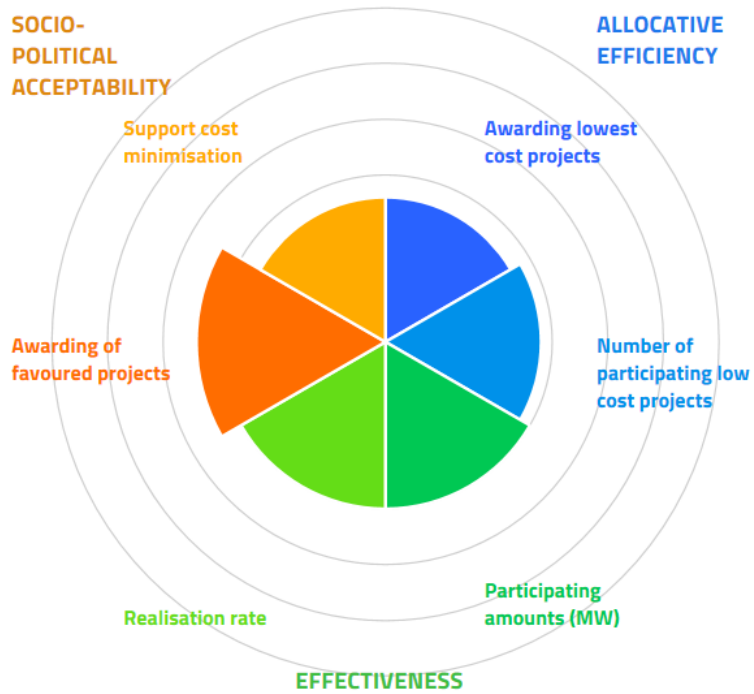 SOCIO-
POLITICAL
ACCEPTABILITY
ALLOCATIVE
EFFICIENCY
Support cost
minimisation
Awarding lowest
cost projects
Awarding of
favoured projects
Number of
participating low
cost projects
Realisation rate
Participating
amounts (MW)
EFFECTIVENESS